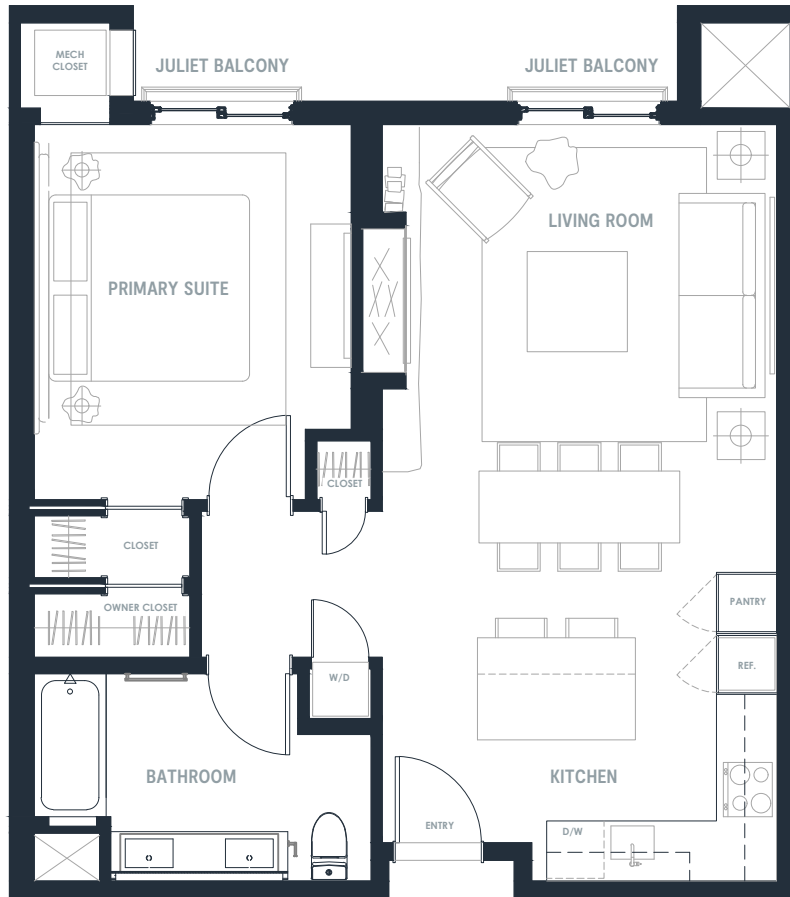 MECH
CLOSET
JULIET BALCONY
JULIET BALCONY
LIVING ROOM
PRIMARY SUITE
CLOSET
CLOSET
OWNER CLOSET
PANTRY
REF.
W/D
BATHROOM
KITCHEN
ENTRY
D/W